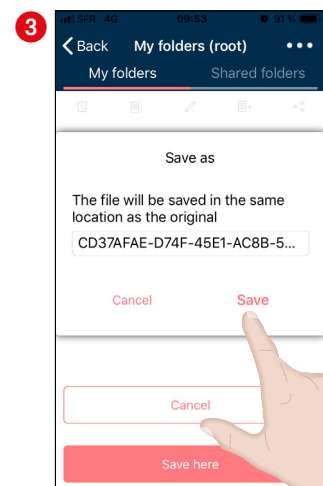 3
SFR 4G 09:53 91 %
Back My folders (root)
My folders Shared folders
Save as
The file will be saved in the same
location as the original
CD37AFAE-D74F-45E1-AC8B-5...
Cancel Save
Cancel
Save here